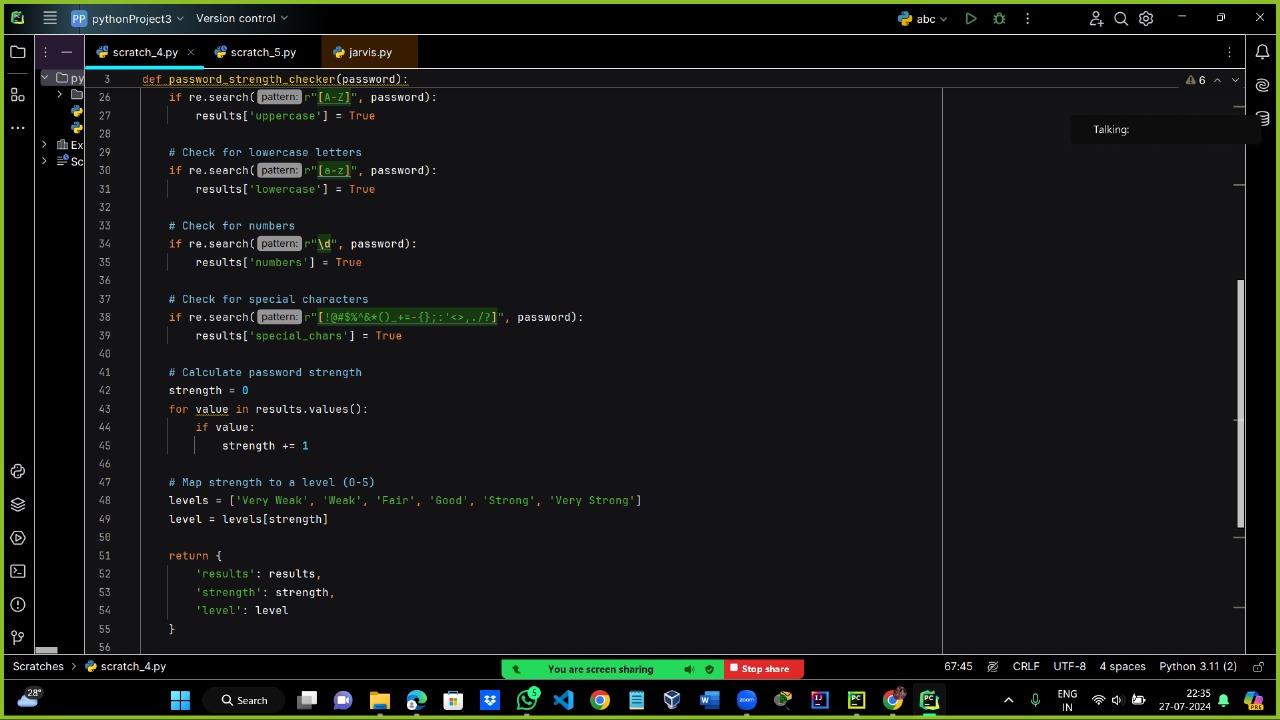 PP pythonProject3 Version control abc
scratch_4.py scratch_5.py jarvis.py
py
Ex
Sc
3 def password_strength_checker(password):
6
Talking:
26 if re.search( pattern: r"[A-Z]", password):
27 results['uppercase'] = True
28
29 # Check for lowercase letters
30 if re.search( pattern: r"[a-z]", password):
31 results['lowercase'] = True
32
33 # Check for numbers
34 if re.search( pattern: r"\d", password):
35 results['numbers'] = True
36
37 # Check for special characters
38 if re.search( pattern: r"[!@#$%^&*()_+=-{};:'<>,./?]", password):
39 results['special_chars'] = True
40
41 # Calculate password strength
42 strength = 0
43 for value in results.values():
44 if value:
45 strength += 1
46
47 # Map strength to a level (0-5)
48 levels = ['Very Weak', 'Weak', 'Fair', 'Good', 'Strong', 'Very Strong']
49 level = levels[strength]
50
51 return {
52 'results': results,
53 'strength': strength,
54 'level': level
55 }
56
Scratches > scratch_4.py
You are screen sharing Stop share
67:45 CRLF UTF-8 4 spaces Python 3.11 (2)
28°
Search
5
zoom
PC
ENG
IN
22:35
27-07-2024
PRE